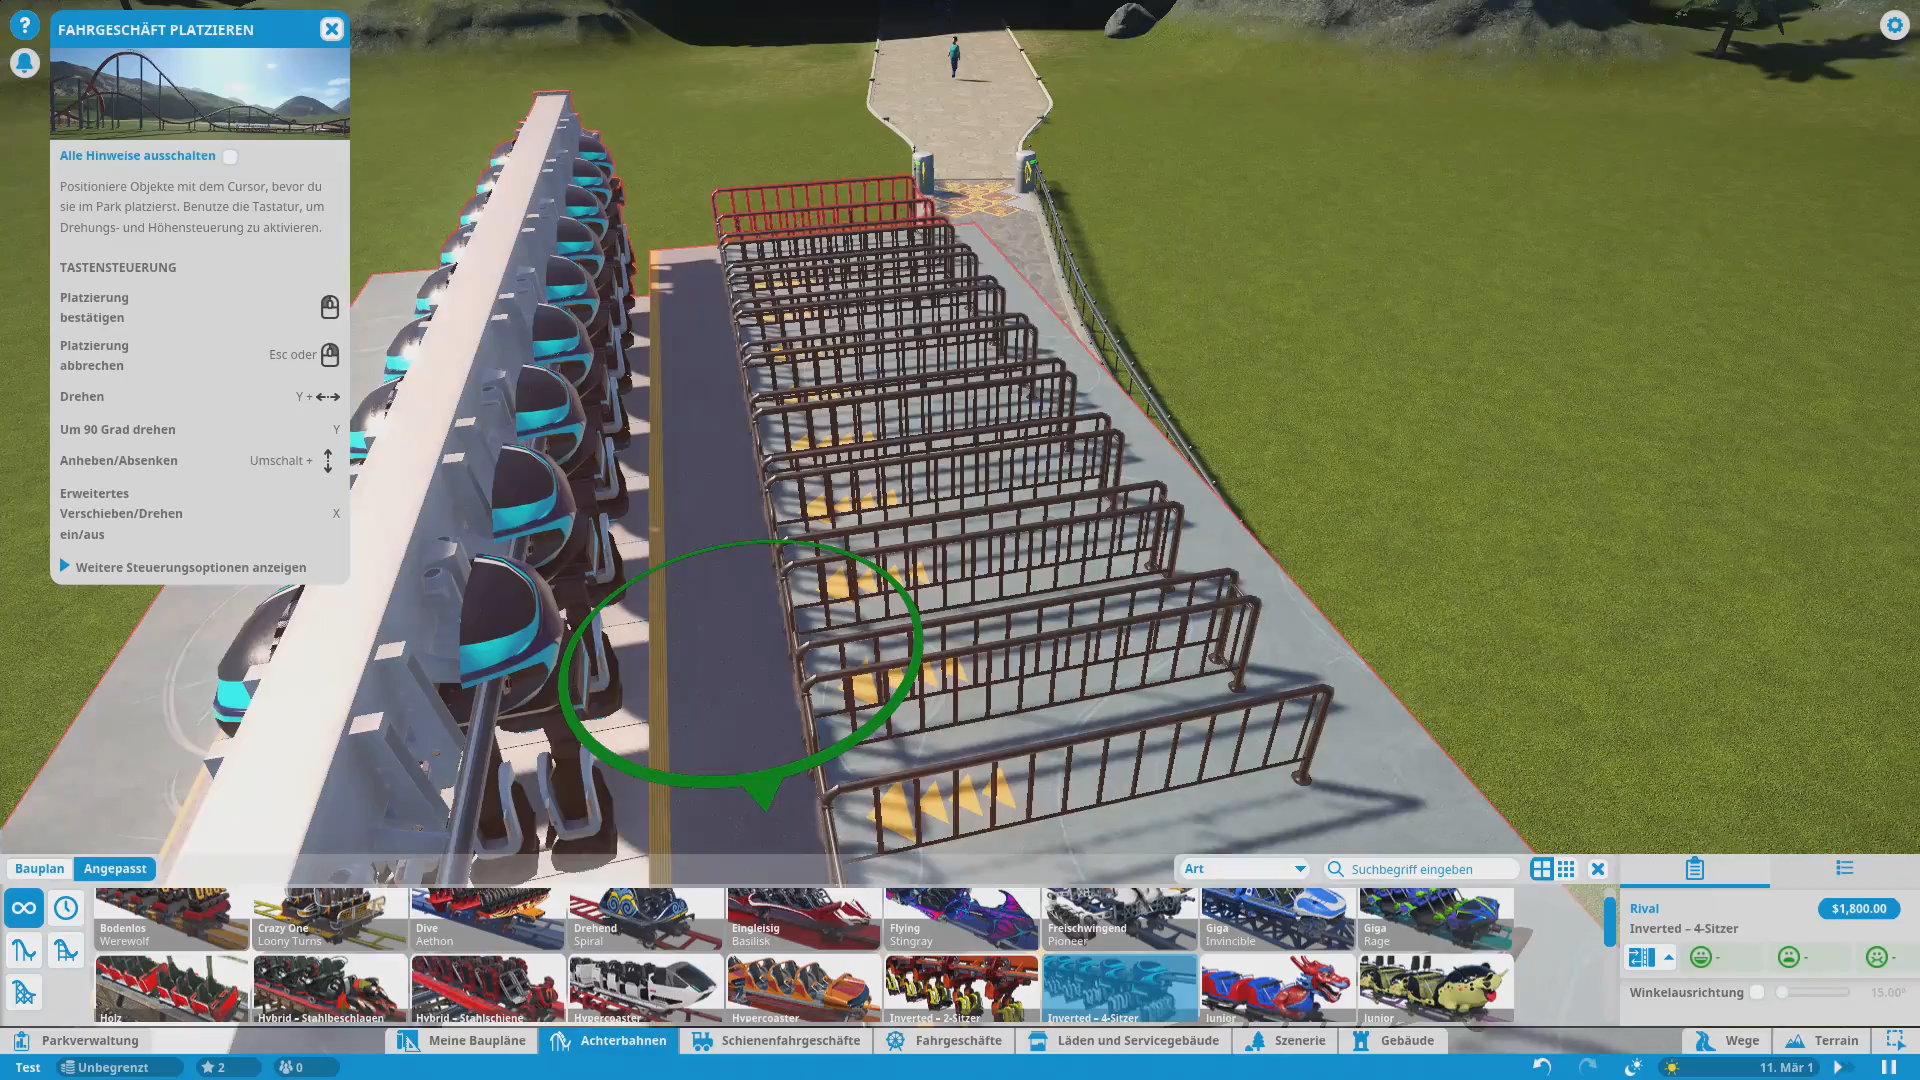 FAHRGESCHÄFT PLATZIEREN
Alle Hinweise ausschalten
Positioniere Objekte mit dem Cursor, bevor du
sie im Park platzierst. Benutze die Tastatur, um
Drehungs- und Höhensteuerung zu aktivieren.
TASTENSTEUERUNG
Platzierung
bestätigen
Platzierung
abbrechen
Esc oder
Drehen
Y +
Um 90 Grad drehen
Y
Anheben/Absenken
Umschalt +
Erweitertes
Verschieben/Drehen
ein/aus
X
Weitere Steuerungsoptionen anzeigen
Bauplan
Angepasst
Art
Suchbegriff eingeben
Bodenlos
Werewolf
Crazy One
Loony Turns
Dive
Aethon
Drehend
Spiral
Eingleisig
Basilisk
Flying
Stingray
Freischwingend
Pioneer
Giga
Invincible
Giga
Rage
Holz
Hybrid – Stahlbeschlagen
Hybrid – Stahlschiene
Hypercoaster
Hypercoaster
Inverted – 2-Sitzer
Inverted – 4-Sitzer
Junior
Junior
Rival
$1,800.00
Inverted – 4-Sitzer
-
-
-
Winkelausrichtung
15.00°
Parkverwaltung
Meine Baupläne
Achterbahnen
Schienenfahrgeschäfte
Fahrgeschäfte
Läden und Servicegebäude
Szenerie
Gebäude
Wege
Terrain
Test
Unbegrenzt
2
0
11. Mär 1